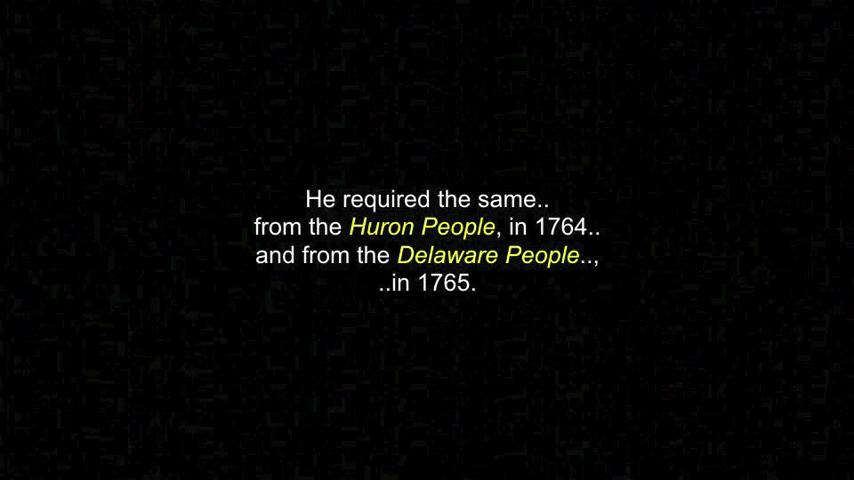 He required the same..
from the Huron People, in 1764..
and from the Delaware People..,
..in 1765.